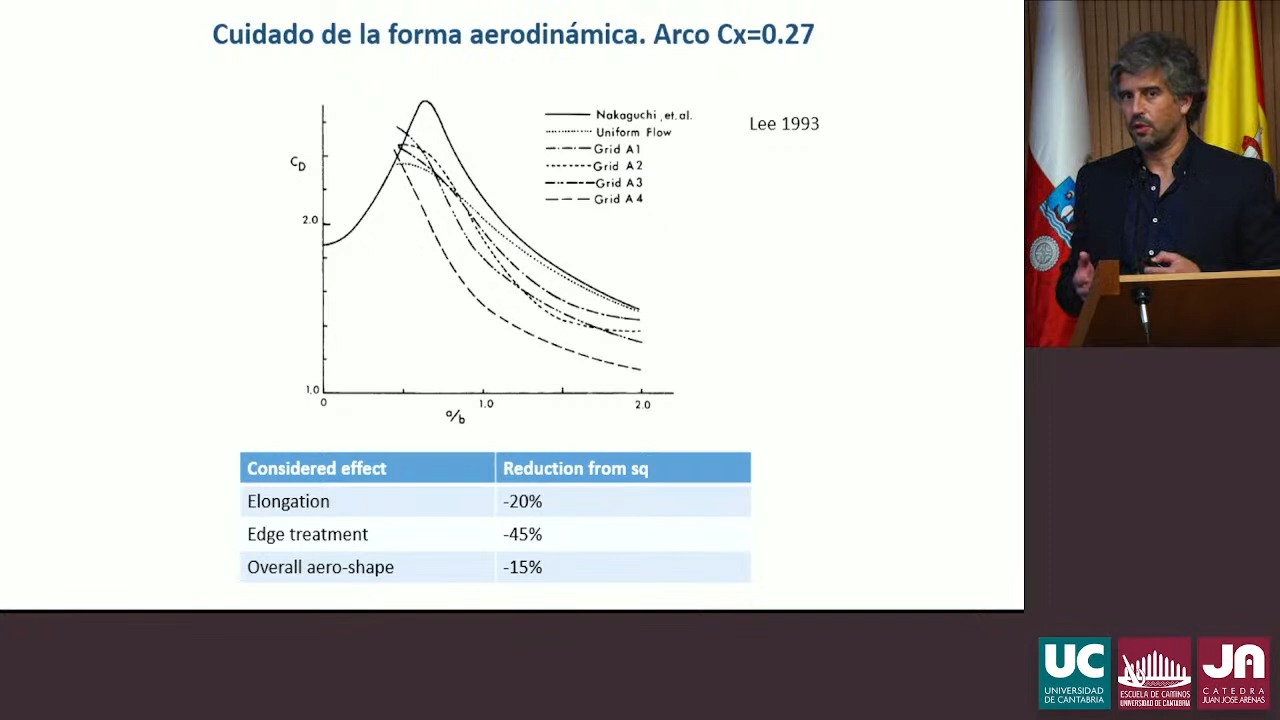 Cuidado de la forma aerodinámica. Arco Cx=0.27
Nakaguchi, et. al.
Uniform Flow
Grid A1
Grid A2
Grid A3
Grid A4
Lee 1993
CD
2.0
1.0
0
1.0
2.0
a/b
Considered effect
Reduction from sq
Elongation
-20%
Edge treatment
-45%
Overall aero-shape
-15%
UC
UNIVERSIDAD
DE CANTABRIA
ESCUELA DE CAMINOS
UNIVERSIDAD DE CANTABRIA
JA
CATEDRA
JUAN JOSE ARENAS